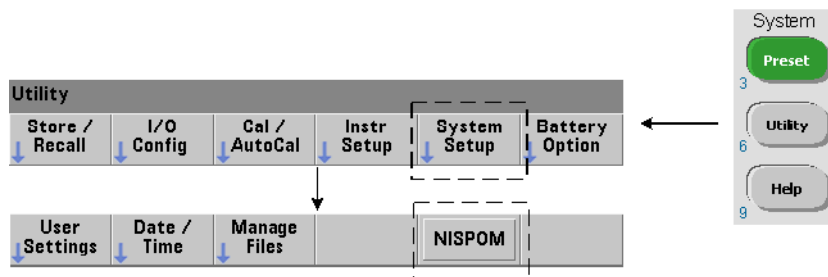 System
Preset
3
Utility
6
Help
9
Utility
Store /
Recall
I/O
Config
Cal /
AutoCal
Instr
Setup
System
Setup
Battery
Option
User
Settings
Date /
Time
Manage
Files
NISPOM